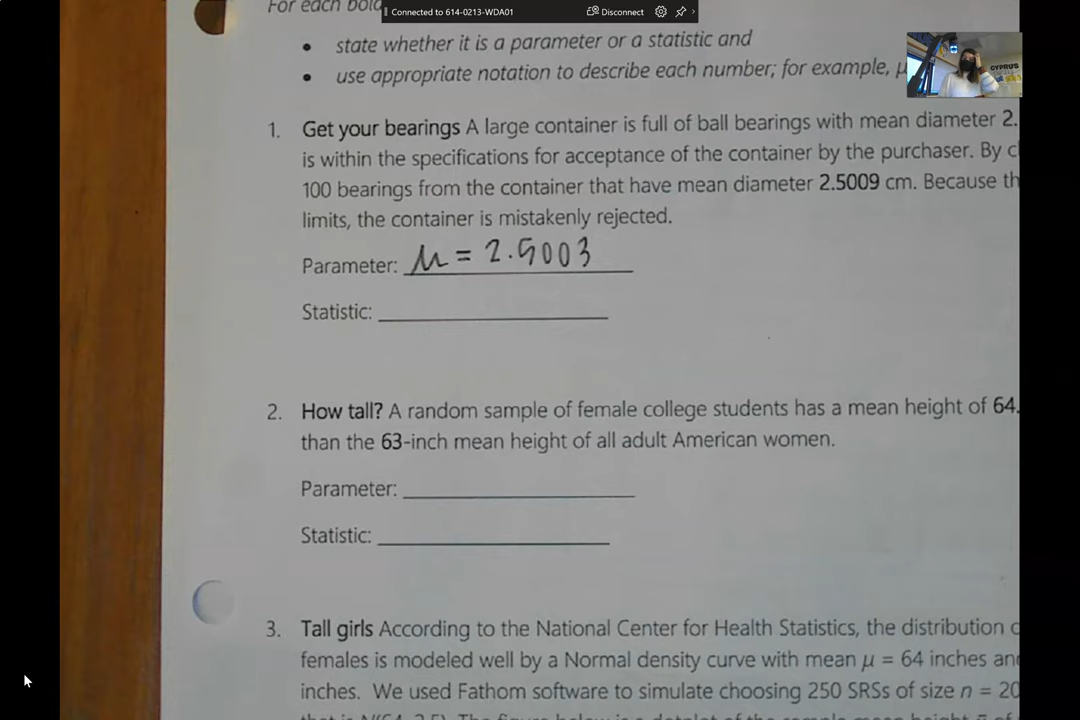 For each
Connected to 614-0213-WDA01
Disconnect
• state whether it is a parameter or a statistic and
• use appropriate notation to describe each number; for example, μ
CYPRUS
1. Get your bearings A large container is full of ball bearings with mean diameter 2.
is within the specifications for acceptance of the container by the purchaser. By c
100 bearings from the container that have mean diameter 2.5009 cm. Because th
limits, the container is mistakenly rejected.
Parameter: μ = 2.5003
Statistic:
2. How tall? A random sample of female college students has a mean height of 64.
than the 63-inch mean height of all adult American women.
Parameter:
Statistic:
3. Tall girls According to the National Center for Health Statistics, the distribution o
females is modeled well by a Normal density curve with mean μ = 64 inches an
inches. We used Fathom software to simulate choosing 250 SRSs of size n = 20